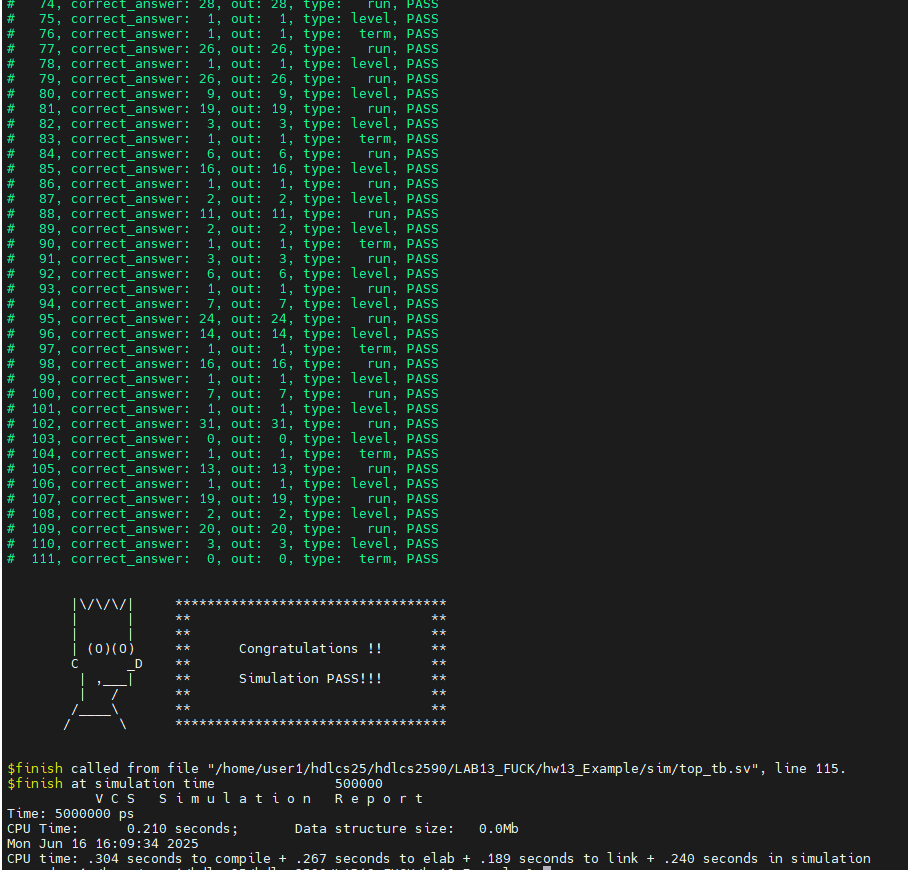 #   74, correct_answer: 28, out: 28, type:   run, PASS
#   75, correct_answer:  1, out:  1, type: level, PASS
#   76, correct_answer:  1, out:  1, type:  term, PASS
#   77, correct_answer: 26, out: 26, type:   run, PASS
#   78, correct_answer:  1, out:  1, type: level, PASS
#   79, correct_answer: 26, out: 26, type:   run, PASS
#   80, correct_answer:  9, out:  9, type: level, PASS
#   81, correct_answer: 19, out: 19, type:   run, PASS
#   82, correct_answer:  3, out:  3, type: level, PASS
#   83, correct_answer:  1, out:  1, type:  term, PASS
#   84, correct_answer:  6, out:  6, type:   run, PASS
#   85, correct_answer: 16, out: 16, type: level, PASS
#   86, correct_answer:  1, out:  1, type:   run, PASS
#   87, correct_answer:  2, out:  2, type: level, PASS
#   88, correct_answer: 11, out: 11, type:   run, PASS
#   89, correct_answer:  2, out:  2, type: level, PASS
#   90, correct_answer:  1, out:  1, type:  term, PASS
#   91, correct_answer:  3, out:  3, type:   run, PASS
#   92, correct_answer:  6, out:  6, type: level, PASS
#   93, correct_answer:  1, out:  1, type:   run, PASS
#   94, correct_answer:  7, out:  7, type: level, PASS
#   95, correct_answer: 24, out: 24, type:   run, PASS
#   96, correct_answer: 14, out: 14, type: level, PASS
#   97, correct_answer:  1, out:  1, type:  term, PASS
#   98, correct_answer: 16, out: 16, type:   run, PASS
#   99, correct_answer:  1, out:  1, type: level, PASS
#  100, correct_answer:  7, out:  7, type:   run, PASS
#  101, correct_answer:  1, out:  1, type: level, PASS
#  102, correct_answer: 31, out: 31, type:   run, PASS
#  103, correct_answer:  0, out:  0, type: level, PASS
#  104, correct_answer:  1, out:  1, type:  term, PASS
#  105, correct_answer: 13, out: 13, type:   run, PASS
#  106, correct_answer:  1, out:  1, type: level, PASS
#  107, correct_answer: 19, out: 19, type:   run, PASS
#  108, correct_answer:  2, out:  2, type: level, PASS
#  109, correct_answer: 20, out: 20, type:   run, PASS
#  110, correct_answer:  3, out:  3, type: level, PASS
#  111, correct_answer:  0, out:  0, type:  term, PASS
        |\/\/\/|     **********************************
        |      |     **                              **
        |      |     **                              **
        | (O)(O)     **      Congratulations !!      **
        C      _D    **                              **
         | ,___|     **      Simulation PASS!!!      **
         |   /       **                              **
        /____\       **                              **
       /      \      **********************************
$finish called from file "/home/user1/hdlcs25/hdlcs2590/LAB13_FUCK/hw13_Example/sim/top_tb.sv", line 115.
$finish at simulation time               500000
           V C S   S i m u l a t i o n   R e p o r t
Time: 5000000 ps
CPU Time:      0.210 seconds;       Data structure size:   0.0Mb
Mon Jun 16 16:09:34 2025
CPU time: .304 seconds to compile + .267 seconds to elab + .189 seconds to link + .240 seconds in simulation